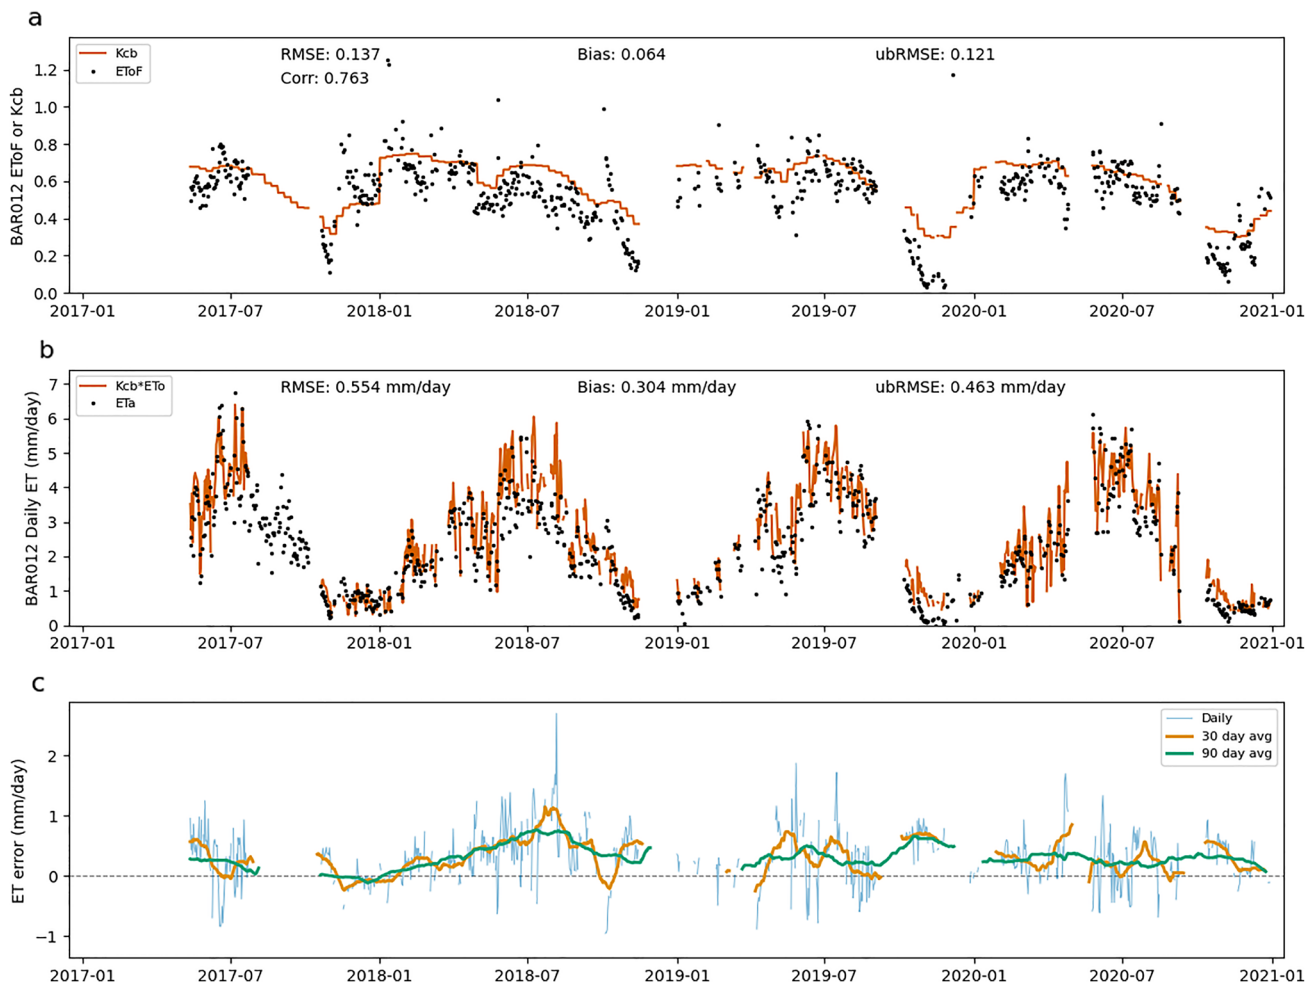 a
Kcb
EToF
RMSE: 0.137
Bias: 0.064
ubRMSE: 0.121
Corr: 0.763
BAR012 EToF or Kcb
1.2
1.0
0.8
0.6
0.4
0.2
0.0
2017-01 2017-07 2018-01 2018-07 2019-01 2019-07 2020-01 2020-07 2021-01
b
Kcb*ETo
ETa
RMSE: 0.554 mm/day
Bias: 0.304 mm/day
ubRMSE: 0.463 mm/day
BAR012 Daily ET (mm/day)
7
6
5
4
3
2
1
0
2017-01 2017-07 2018-01 2018-07 2019-01 2019-07 2020-01 2020-07 2021-01
c
Daily
30 day avg
90 day avg
ET error (mm/day)
2
1
0
−1
2017-01 2017-07 2018-01 2018-07 2019-01 2019-07 2020-01 2020-07 2021-01